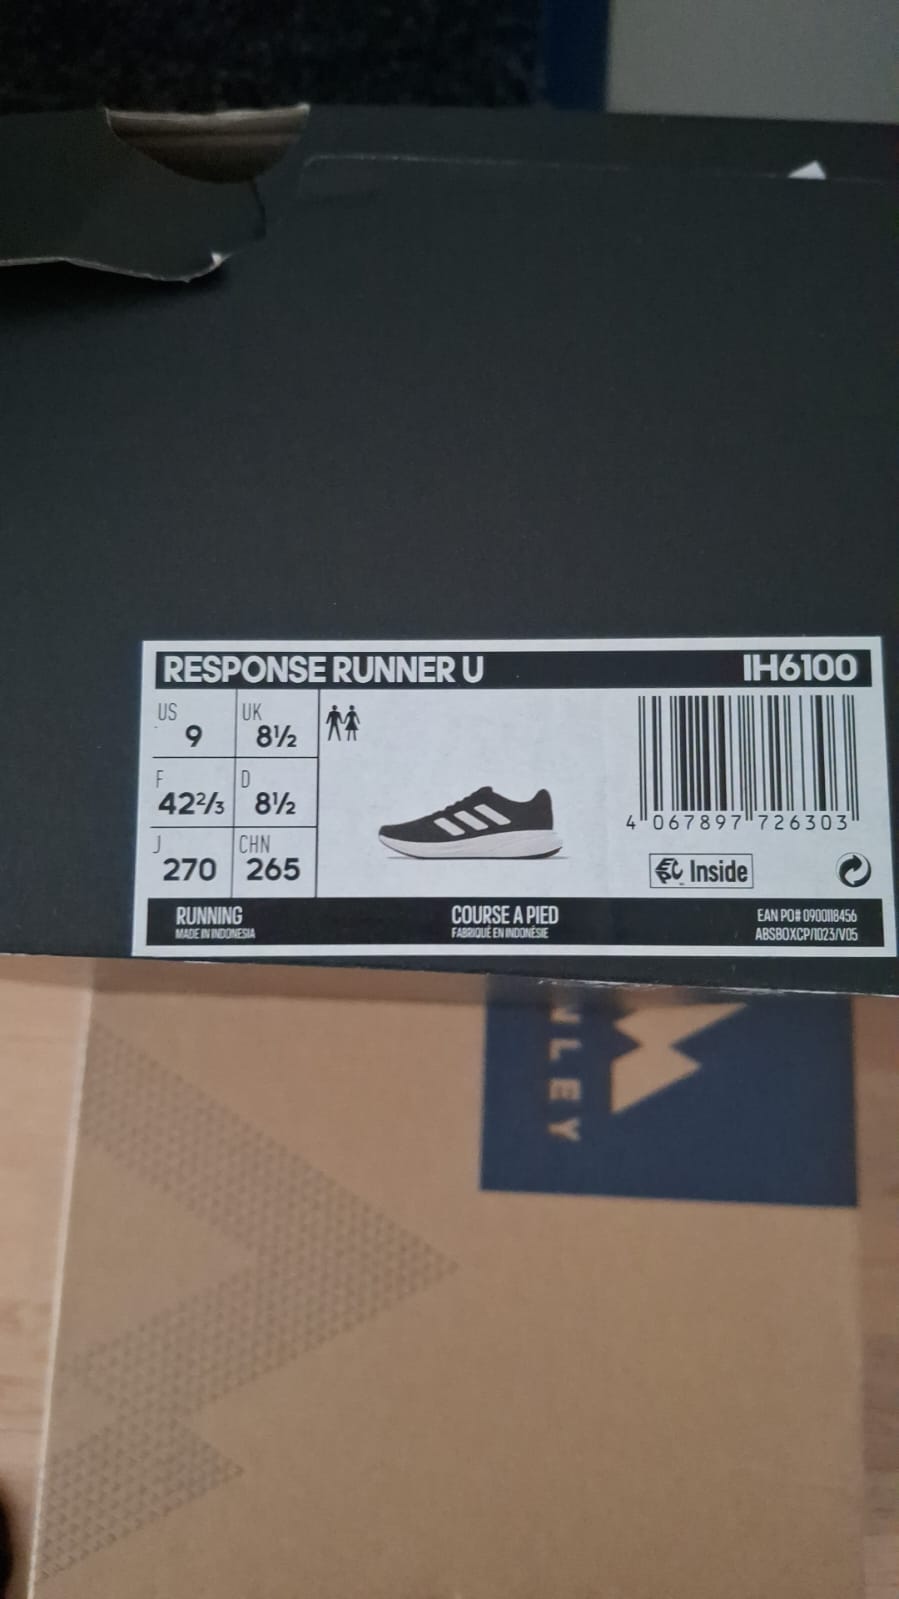 RESPONSE RUNNER U IH6100
US 9 UK 8½
F 42⅔ D 8½
J 270 CHN 265
4 067897 726303
Inside
RUNNING
MADE IN INDONESIA
COURSE A PIED
FABRIQUÉ EN INDONÉSIE
EAN PO# 0900118456
ABSBOXCP/1023/V05
NLEY